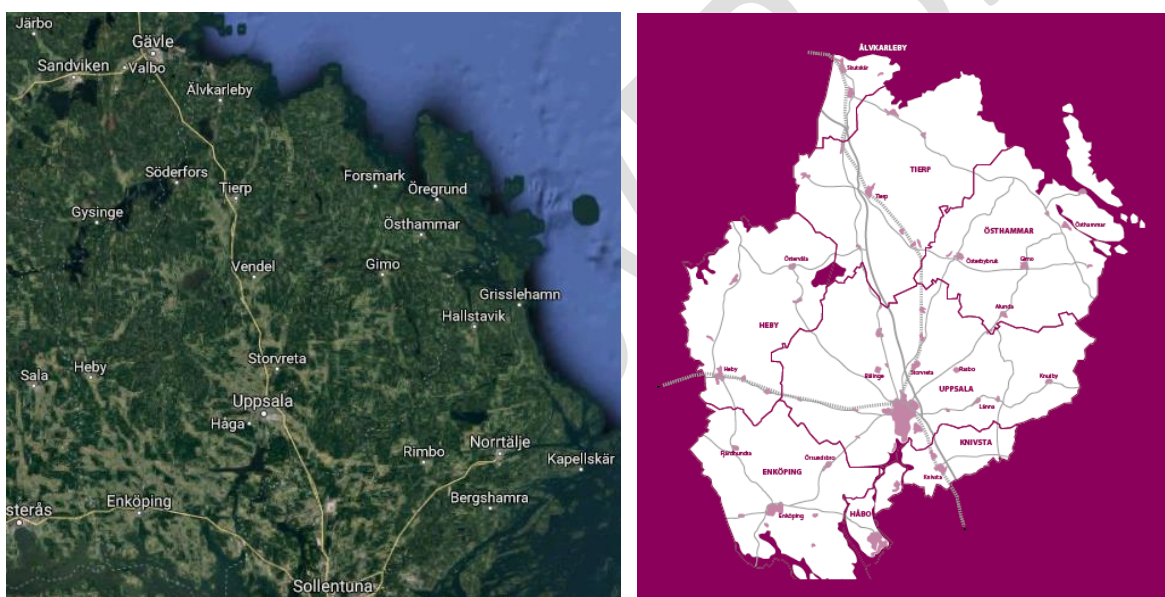 Järbo
Gävle
Sandviken
Valbo
Älvkarleby
Söderfors
Tierp
Forsmark
Öregrund
Gysinge
Östhammar
Vendel
Gimo
Grisslehamn
Hallstavik
Storvreta
Sala
Heby
Uppsala
Håga
Rimbo
Norrtälje
Kapellskär
Enköping
Bergshamra
sterås
Sollentuna
ÄLVKARLEBY
Skutskär
TIERP
Tierp
ÖSTHAMMAR
Östhammar
Österbybruk
Gimo
Östervåla
Alunda
HEBY
Heby
Bälinge
Storvreta
Rasbo
UPPSALA
Knutby
Länna
KNIVSTA
Fjärdhundra
Örsundsbro
ENKÖPING
Knivsta
Enköping
HÅBO